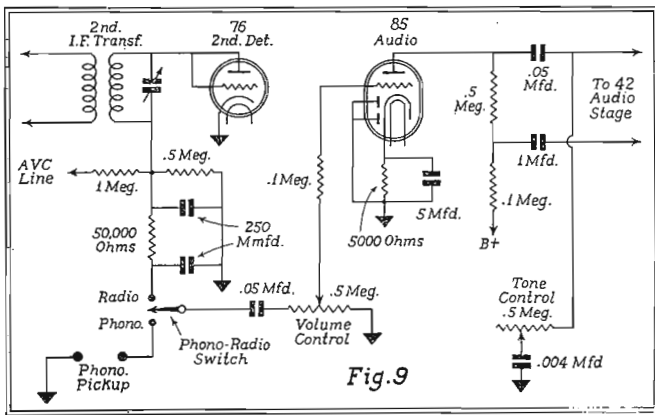 2nd.
I.F. Transf.
76
2nd. Det.
85
Audio
.05
Mfd.
.5
Meg.
To 42
Audio
Stage
1 Mfd.
.1 Meg.
B+
AVC
Line
1 Meg.
.5 Meg.
.1 Meg.
5000 Ohms
.5 Mfd.
50,000
Ohms
250
Mmfd.
Radio
Phono.
Phono-Radio
Switch
.05 Mfd.
.5 Meg.
Volume
Control
Tone
Control
.5 Meg.
.004 Mfd
Phono.
Pickup
Fig. 9